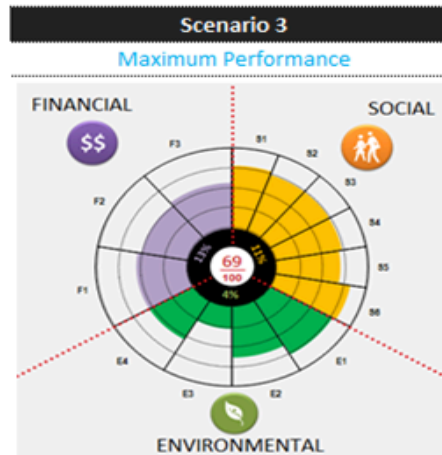 Scenario 3
Maximum Performance
FINANCIAL
SOCIAL
$$
F3
S1
S2
S3
F2
S4
13%
11%
69
100
S5
F1
4%
S6
E4
E1
E3
E2
ENVIRONMENTAL